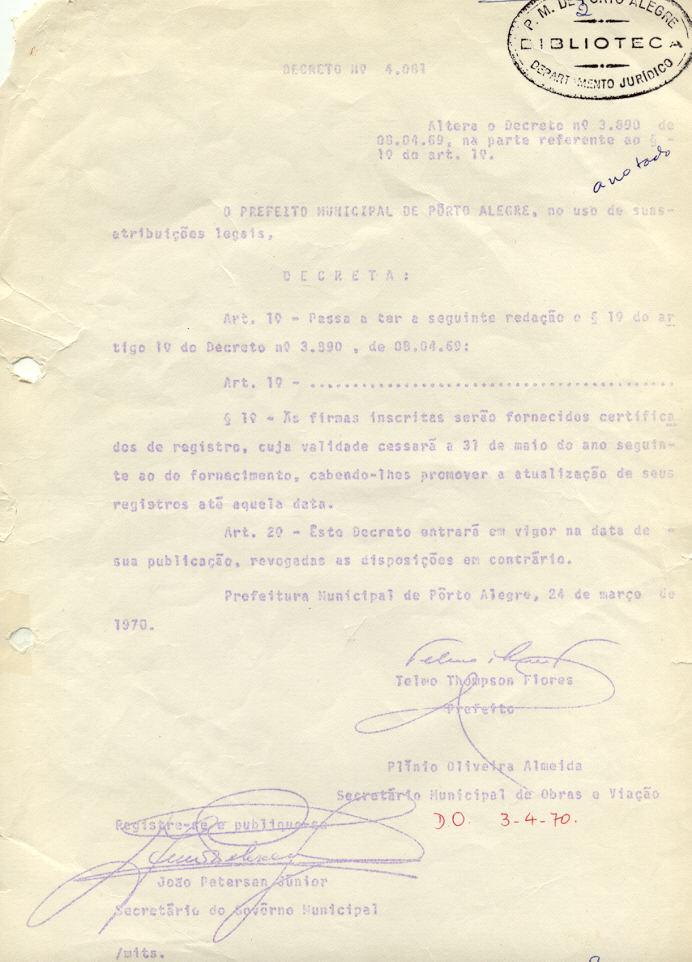 P. M. DE PORTO ALEGRE
2
BIBLIOTECA
DEPARTAMENTO JURÍDICO
DECRETO Nº 4.081
Altera o Decreto nº 3.890 de
08.04.69, na parte referente ao § -
1º do art. 1º.
anotado
O PREFEITO MUNICIPAL DE PÔRTO ALEGRE, no uso de suas-
atribuições legais,
D E C R E T A :
Art. 1º - Passa a ter a seguinte redação o § 1º do ar
tigo 1º do Decreto nº 3.890 , de 08.04.69:
Art. 1º - .............................................
§ 1º - Às firmas inscritas serão fornecidos certifica
dos de registro, cuja validade cessará a 31 de maio do ano seguin-
te ao do fornecimento, cabendo-lhes promover a atualização de seus
registros até aquela data.
Art. 2º - Êste Decreto entrará em vigor na data de -
sua publicação, revogadas as disposições em contrário.
Prefeitura Municipal de Pôrto Alegre, 24 de março de
1970.
Telmo Thompson Flores
Prefeito
Plínio Oliveira Almeida
Secretário Municipal de Obras e Viação
Registre-se e publique-se
DO. 3-4-70.
João Petersen Júnior
Secretário do Govêrno Municipal
/mits.